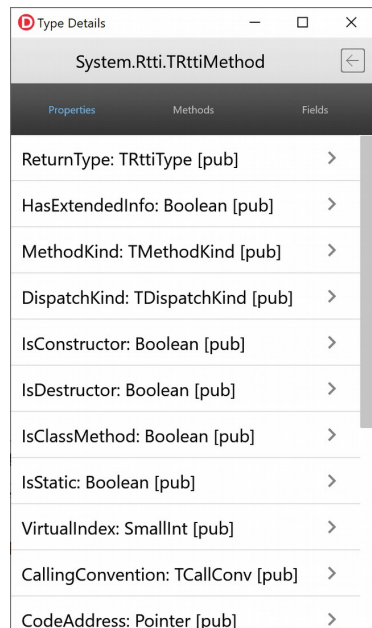 D Type Details
System.Rtti.TRttiMethod
Properties Methods Fields
ReturnType: TRttiType [pub]
HasExtendedInfo: Boolean [pub]
MethodKind: TMethodKind [pub]
DispatchKind: TDispatchKind [pub]
IsConstructor: Boolean [pub]
IsDestructor: Boolean [pub]
IsClassMethod: Boolean [pub]
IsStatic: Boolean [pub]
VirtualIndex: SmallInt [pub]
CallingConvention: TCallConv [pub]
CodeAddress: Pointer [pub]